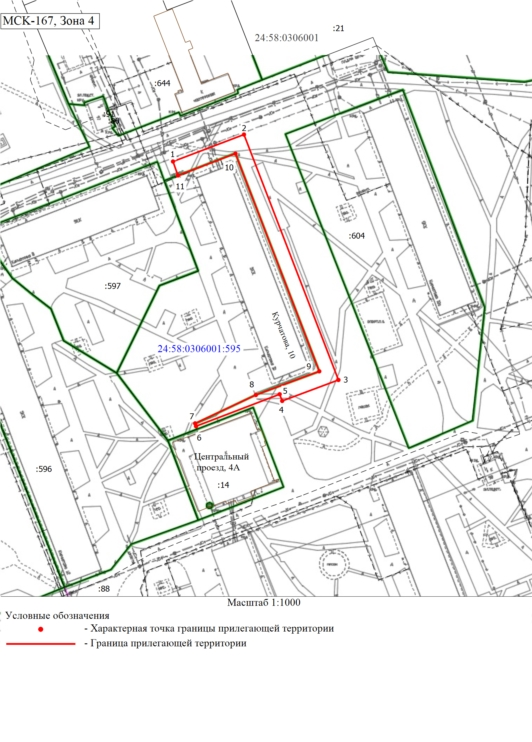 МСК-167, Зона 4
:21
24:58:0306001
:644
2
1
10
11
:604
:597
Курчатова, 10
24:58:0306001:595
9
3
8
5
4
7
6
Центральный
проезд, 4А
:596
:14
:88
Масштаб 1:1000
Условные обозначения
- Характерная точка границы прилегающей территории
- Граница прилегающей территории